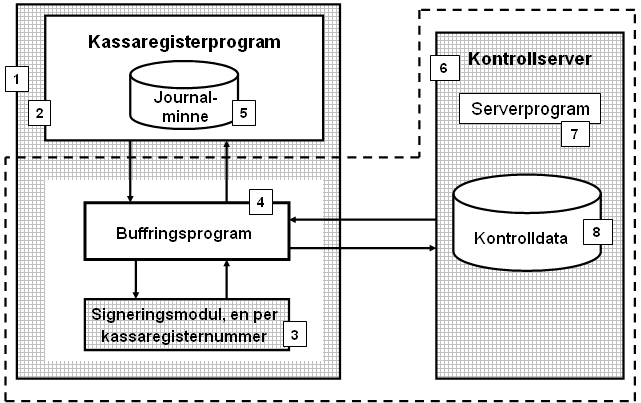 1
2
Kassaregisterprogram
Journal-
minne
5
4
Buffringsprogram
Signeringsmodul, en per
kassaregisternummer
3
6
Kontrollserver
Serverprogram
7
Kontrolldata
8